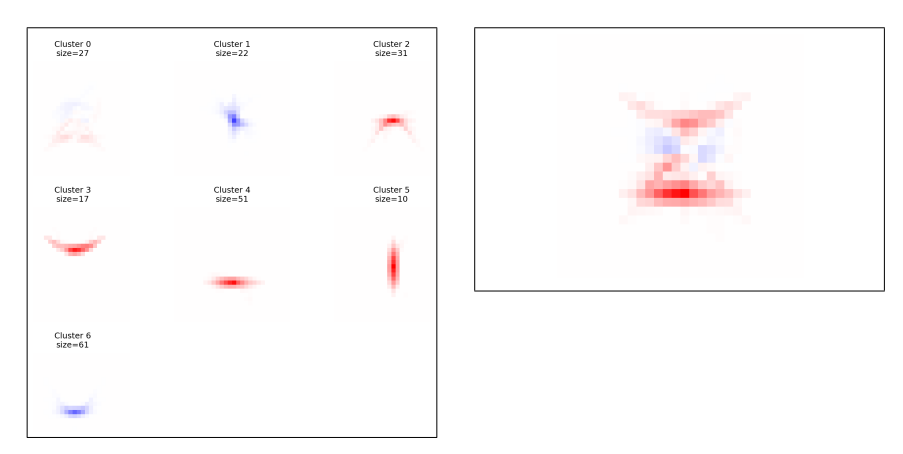 Cluster 0
size=27
Cluster 1
size=22
Cluster 2
size=31
Cluster 3
size=17
Cluster 4
size=51
Cluster 5
size=10
Cluster 6
size=61